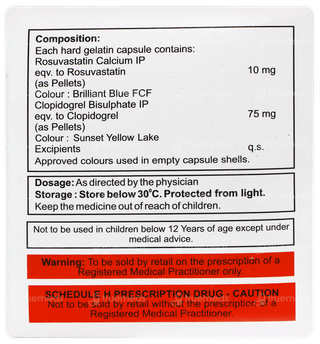 Composition:
Each hard gelatin capsule contains:
Rosuvastatin Calcium IP
eqv. to Rosuvastatin 10 mg
(as Pellets)
Colour : Brilliant Blue FCF
Clopidogrel Bisulphate IP
eqv. to Clopidogrel 75 mg
(as Pellets)
Colour : Sunset Yellow Lake
Excipients q.s.
Approved colours used in empty capsule shells.
Dosage: As directed by the physician
Storage : Store below 30°C. Protected from light.
Keep the medicine out of reach of children.
Not to be used in children below 12 Years of age except under
medical advice.
Warning: To be sold by retail on the prescription of a
Registered Medical Practitioner only.
SCHEDULE H PRESCRIPTION DRUG - CAUTION
Not to be sold by retail without the prescription of a
Registered Medical Practitioner.